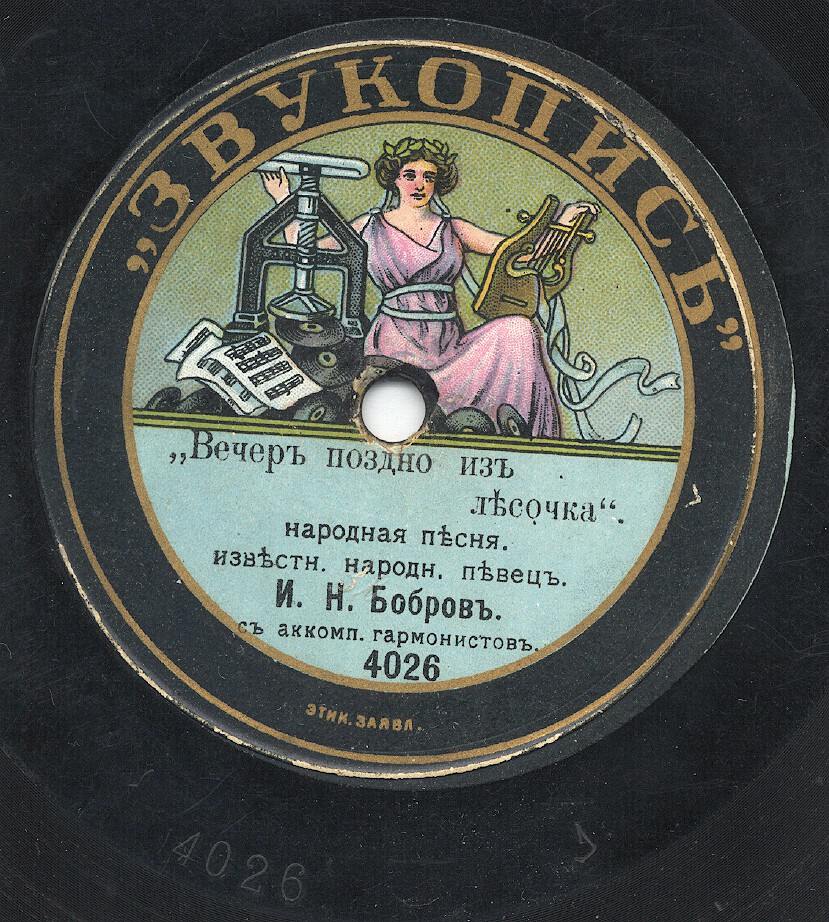 „ЗВУКОПИСЬ”
„Вечеръ поздно изъ
лѣсочка“.
народная пѣсня.
извѣстн. народн. пѣвецъ.
И. Н. Бобровъ.
съ аккомп. гармонистовъ.
4026
ЭТИК. ЗАЯВЛ.
4026